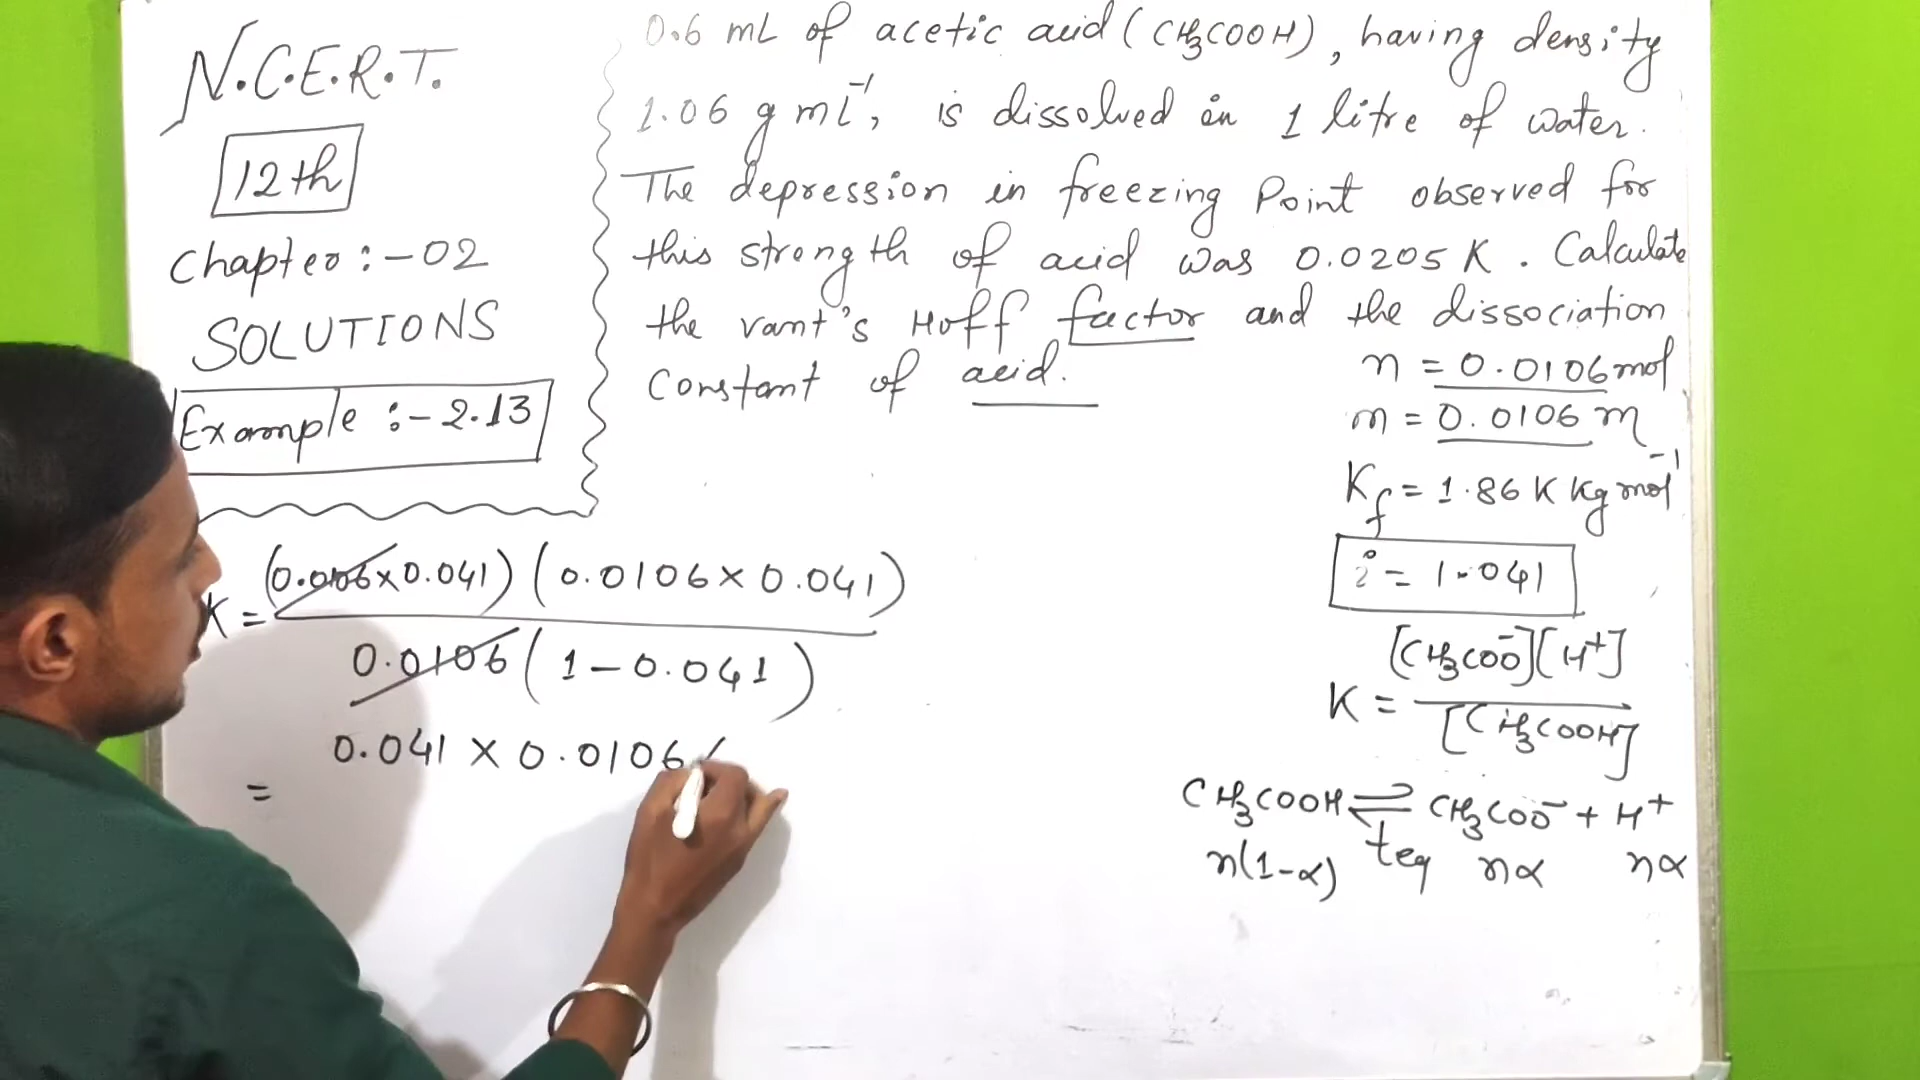 N.C.E.R.T.
12th
Chapter :- 02
SOLUTIONS
Example :- 2.13
0.6 mL of acetic acid (CH₃COOH), having density
1.06 g mL⁻¹, is dissolved in 1 litre of water.
The depression in freezing Point observed for
this strength of acid was 0.0205 K . Calculate
the vant's Hoff factor and the dissociation
Constant of acid.
n = 0.0106 mol
m = 0.0106 m
K_f = 1.86 K Kg mol⁻¹
i = 1.041
K = [CH₃COO⁻][H⁺] / [CH₃COOH]
CH₃COOH ⇌ CH₃COO⁻ + H⁺
n(1-α) teq nα nα
K = (0.0106 × 0.041) (0.0106 × 0.041)
0.0106 ( 1 - 0.041 )
= 0.041 × 0.0106